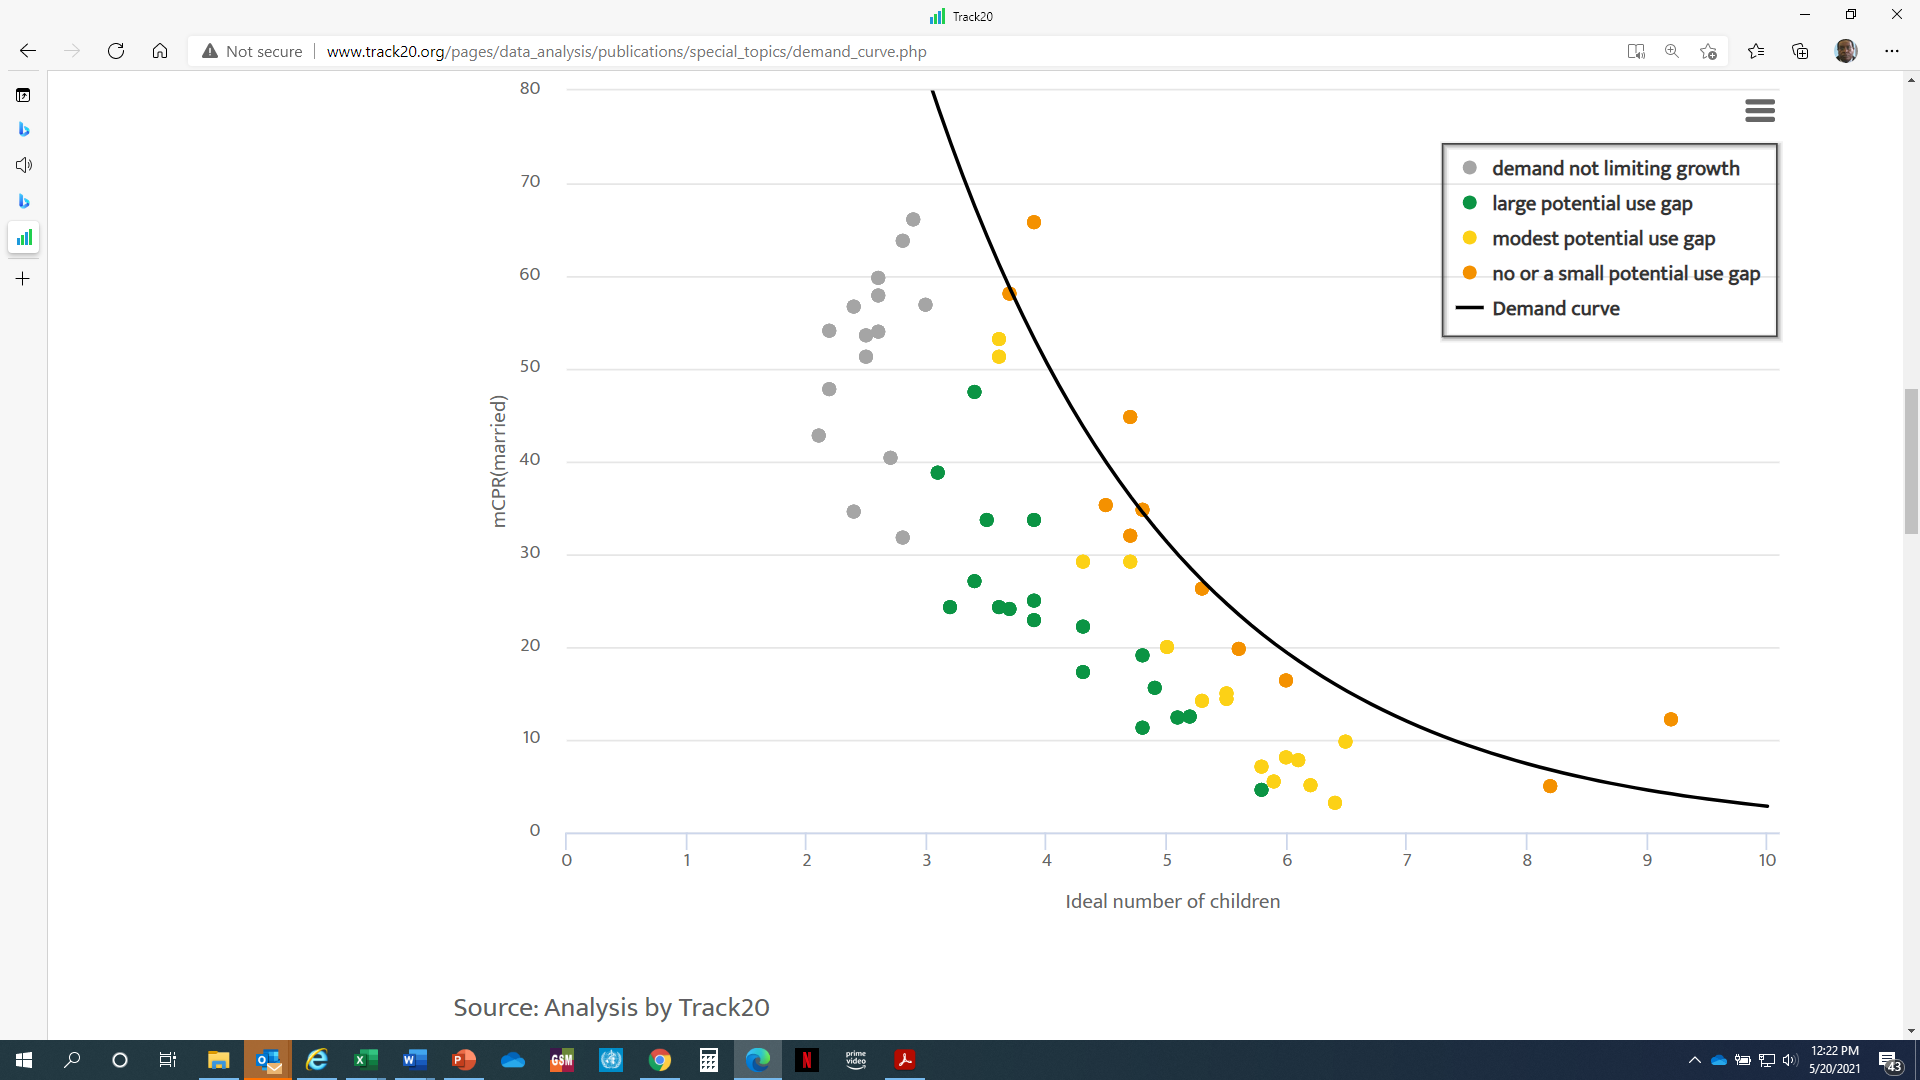 Track20
Not secure
www.track20.org/pages/data_analysis/publications/special_topics/demand_curve.php
80
70
60
50
40
30
20
10
0
mCPR(married)
demand not limiting growth
large potential use gap
modest potential use gap
no or a small potential use gap
Demand curve
0 1 2 3 4 5 6 7 8 9 10
Ideal number of children
Source: Analysis by Track20
GSM
N
prime video
12:22 PM
5/20/2021
43